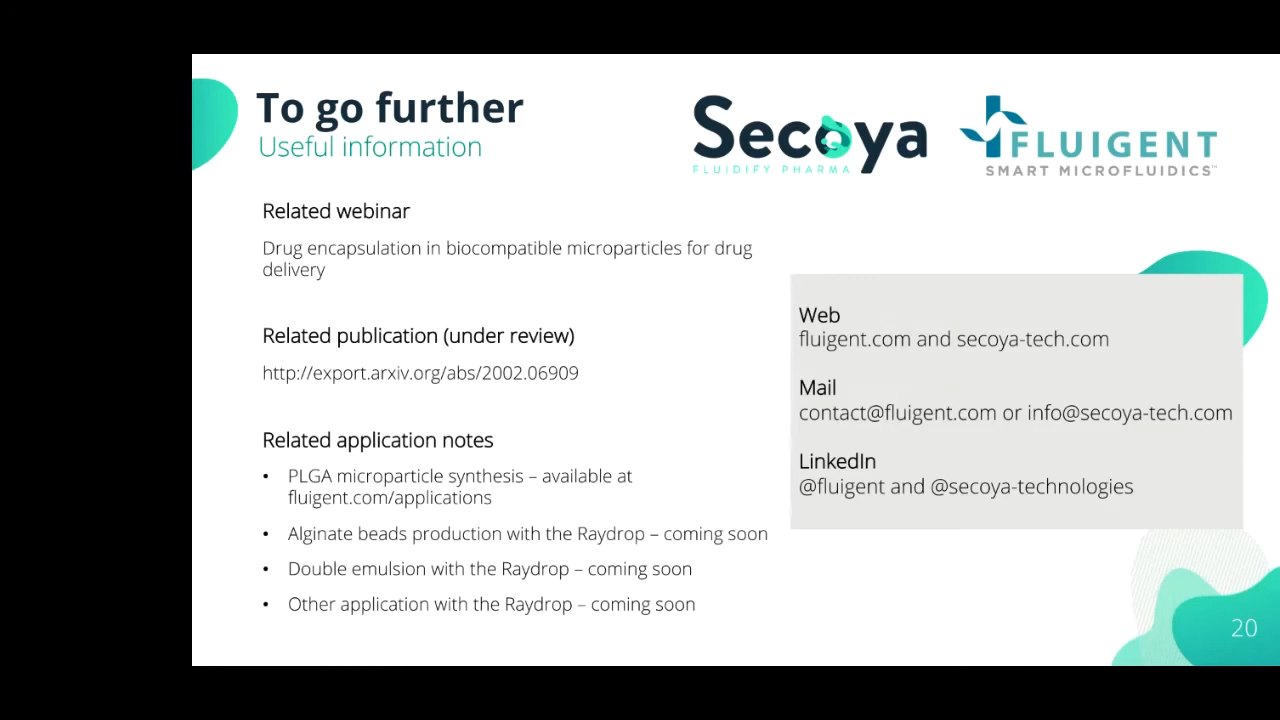 To go further
Useful information
Secoya
FLUIDIFY PHARMA
FLUIGENT
SMART MICROFLUIDICS™
Related webinar
Drug encapsulation in biocompatible microparticles for drug
delivery
Related publication (under review)
http://export.arxiv.org/abs/2002.06909
Related application notes
• PLGA microparticle synthesis – available at
fluigent.com/applications
• Alginate beads production with the Raydrop – coming soon
• Double emulsion with the Raydrop – coming soon
• Other application with the Raydrop – coming soon
Web
fluigent.com and secoya-tech.com
Mail
contact@fluigent.com or info@secoya-tech.com
LinkedIn
@fluigent and @secoya-technologies
20